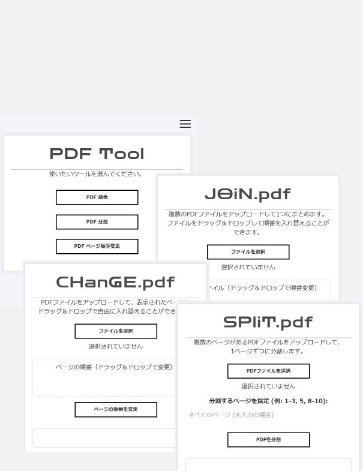 PDF Tool
使いたいツールを選んでください。
PDF 結合
PDF 分割
PDF ページ順序変更
JOiN.pdf
複数のPDFファイルをアップロードして1つにまとめます。
ファイルをドラッグ＆ドロップして順番を入れ替えることが
できます。
ファイルを選択
選択されていません
ァイル（ドラッグ＆ドロップで順番変更）
CHanGE.pdf
PDFファイルをアップロードして、表示されたペー
ドラッグ＆ドロップで自由に入れ替えることができ
ファイルを選択
選択されていません
ページの順番（ドラッグ＆ドロップで変更）
ページの順番を変更
SPliT.pdf
複数のページがあるPDFファイルをアップロードして、
1ページずつに分割します。
PDFファイルを選択
選択されていません
分割するページを指定 (例: 1-3, 5, 8-10):
すべてのページ (未入力の場合)
PDFを分割